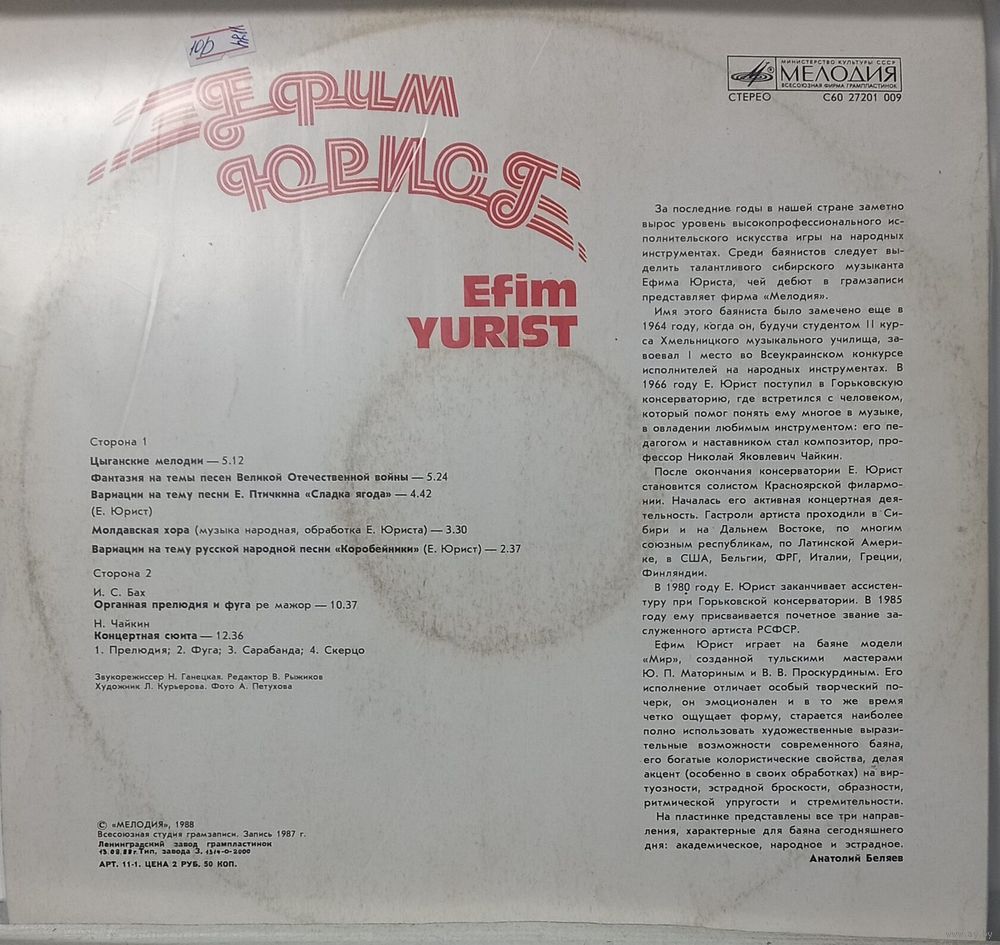 ЕФИМ
ЮРИСТ
Efim
YURIST
МИНИСТЕРСТВО КУЛЬТУРЫ СССР
МЕЛОДИЯ
ВСЕСОЮЗНАЯ ФИРМА ГРАМПЛАСТИНОК
СТЕРЕО С60 27201 009
Сторона 1
Цыганские мелодии — 5.12
Фантазия на темы песен Великой Отечественной войны — 5.24
Вариации на тему песни Е. Птичкина «Сладка ягода» — 4.42
(Е. Юрист)
Молдавская хора (музыка народная, обработка Е. Юриста) — 3.30
Вариации на тему русской народной песни «Коробейники» (Е. Юрист) — 2.37
Сторона 2
И. С. Бах
Органная прелюдия и фуга ре мажор — 10.37
Н. Чайкин
Концертная сюита — 12.36
1. Прелюдия; 2. Фуга; 3. Сарабанда; 4. Скерцо
Звукорежиссер Н. Ганецкая. Редактор В. Рыжиков
Художник Л. Курьерова. Фото А. Петухова
© «МЕЛОДИЯ», 1988
Всесоюзная студия грамзаписи. Запись 1987 г.
Ленинградский завод грампластинок
Тип. завода З. 1314-0-2000
АРТ. 11-1. ЦЕНА 2 РУБ. 50 КОП.
За последние годы в нашей стране заметно
вырос уровень высокопрофессионального ис-
полнительского искусства игры на народных
инструментах. Среди баянистов следует вы-
делить талантливого сибирского музыканта
Ефима Юриста, чей дебют в грамзаписи
представляет фирма «Мелодия».
Имя этого баяниста было замечено еще в
1964 году, когда он, будучи студентом II кур-
са Хмельницкого музыкального училища, за-
воевал I место во Всеукраинском конкурсе
исполнителей на народных инструментах. В
1966 году Е. Юрист поступил в Горьковскую
консерваторию, где встретился с человеком,
который помог понять ему многое в музыке,
в овладении любимым инструментом: его пе-
дагогом и наставником стал композитор, про-
фессор Николай Яковлевич Чайкин.
После окончания консерватории Е. Юрист
становится солистом Красноярской филармо-
нии. Началась его активная концертная дея-
тельность. Гастроли артиста проходили в Си-
бири и на Дальнем Востоке, по многим
союзным республикам, по Латинской Амери-
ке, в США, Бельгии, ФРГ, Италии, Греции,
Финляндии.
В 1980 году Е. Юрист заканчивает ассистен-
туру при Горьковской консерватории. В 1985
году ему присваивается почетное звание за-
служенного артиста РСФСР.
Ефим Юрист играет на баяне модели
«Мир», созданной тульскими мастерами
Ю. П. Маториным и В. В. Проскурдиным. Его
исполнение отличает особый творческий по-
черк, он эмоционален и в то же время
четко ощущает форму, старается наиболее
полно использовать художественные вырази-
тельные возможности современного баяна,
его богатые колористические свойства, делая
акцент (особенно в своих обработках) на вир-
туозности, эстрадной броскости, образности,
ритмической упругости и стремительности.
На пластинке представлены все три направ-
ления, характерные для баяна сегодняшнего
дня: академическое, народное и эстрадное.
Анатолий Беляев
www.ay.by